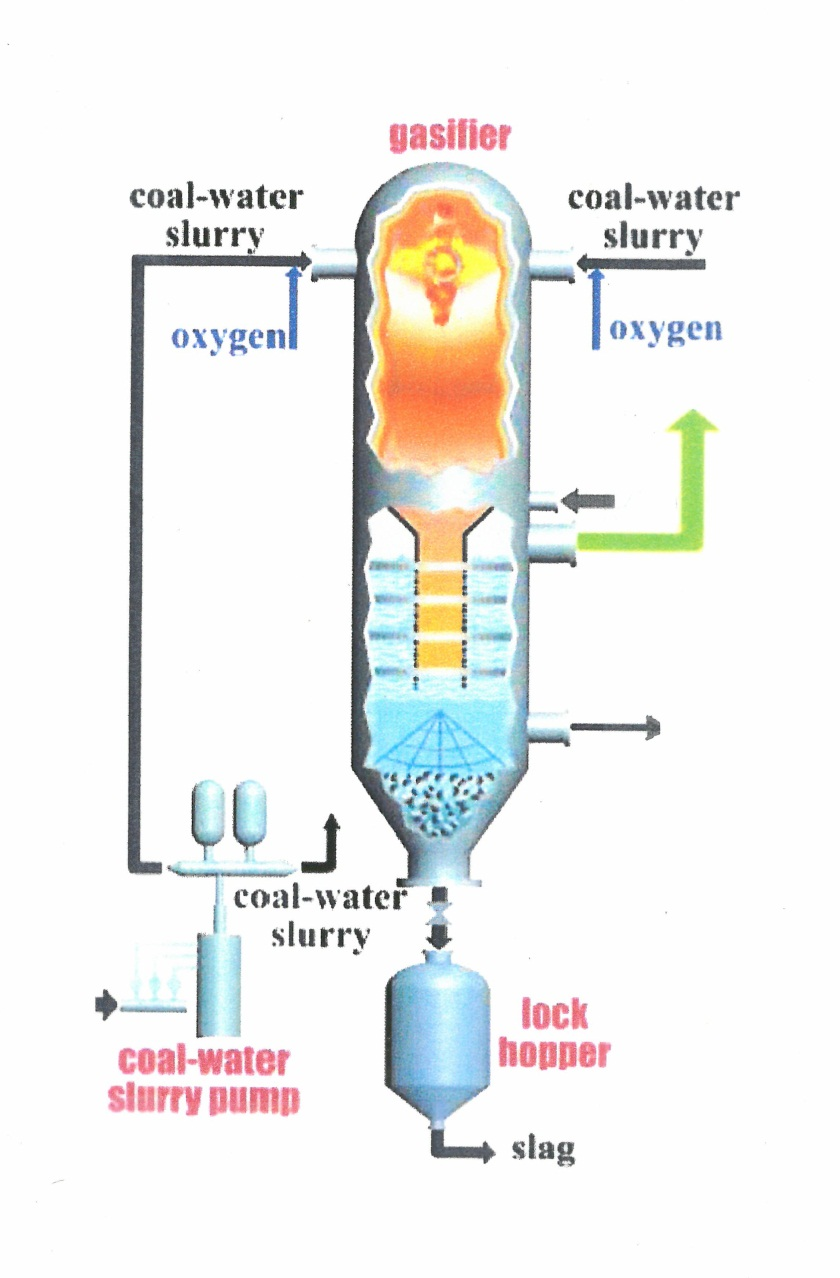 gasifier
coal-water
slurry
coal-water
slurry
oxygen
oxygen
coal-water
slurry
lock
hopper
coal-water
slurry pump
slag